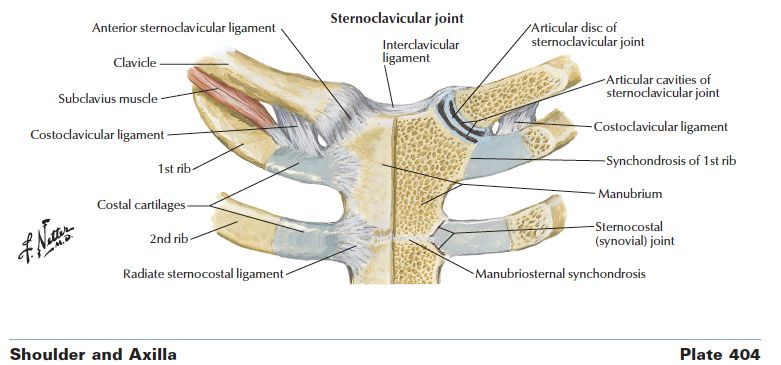 Sternoclavicular joint
Anterior sternoclavicular ligament
Clavicle
Subclavius muscle
Costoclavicular ligament
1st rib
Costal cartilages
2nd rib
Radiate sternocostal ligament
Interclavicular
ligament
Articular disc of
sternoclavicular joint
Articular cavities of
sternoclavicular joint
Costoclavicular ligament
Synchondrosis of 1st rib
Manubrium
Sternocostal
(synovial) joint
Manubriosternal synchondrosis
F. Netter
M.D.
Shoulder and Axilla
Plate 404